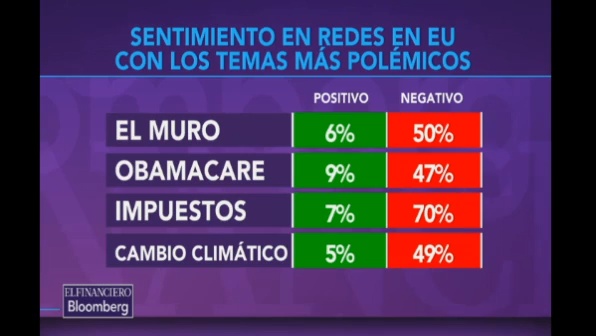 SENTIMIENTO EN REDES EN EU
CON LOS TEMAS MÁS POLÉMICOS
POSITIVO NEGATIVO
EL MURO 6% 50%
OBAMACARE 9% 47%
IMPUESTOS 7% 70%
CAMBIO CLIMÁTICO 5% 49%
EL FINANCIERO
Bloomberg